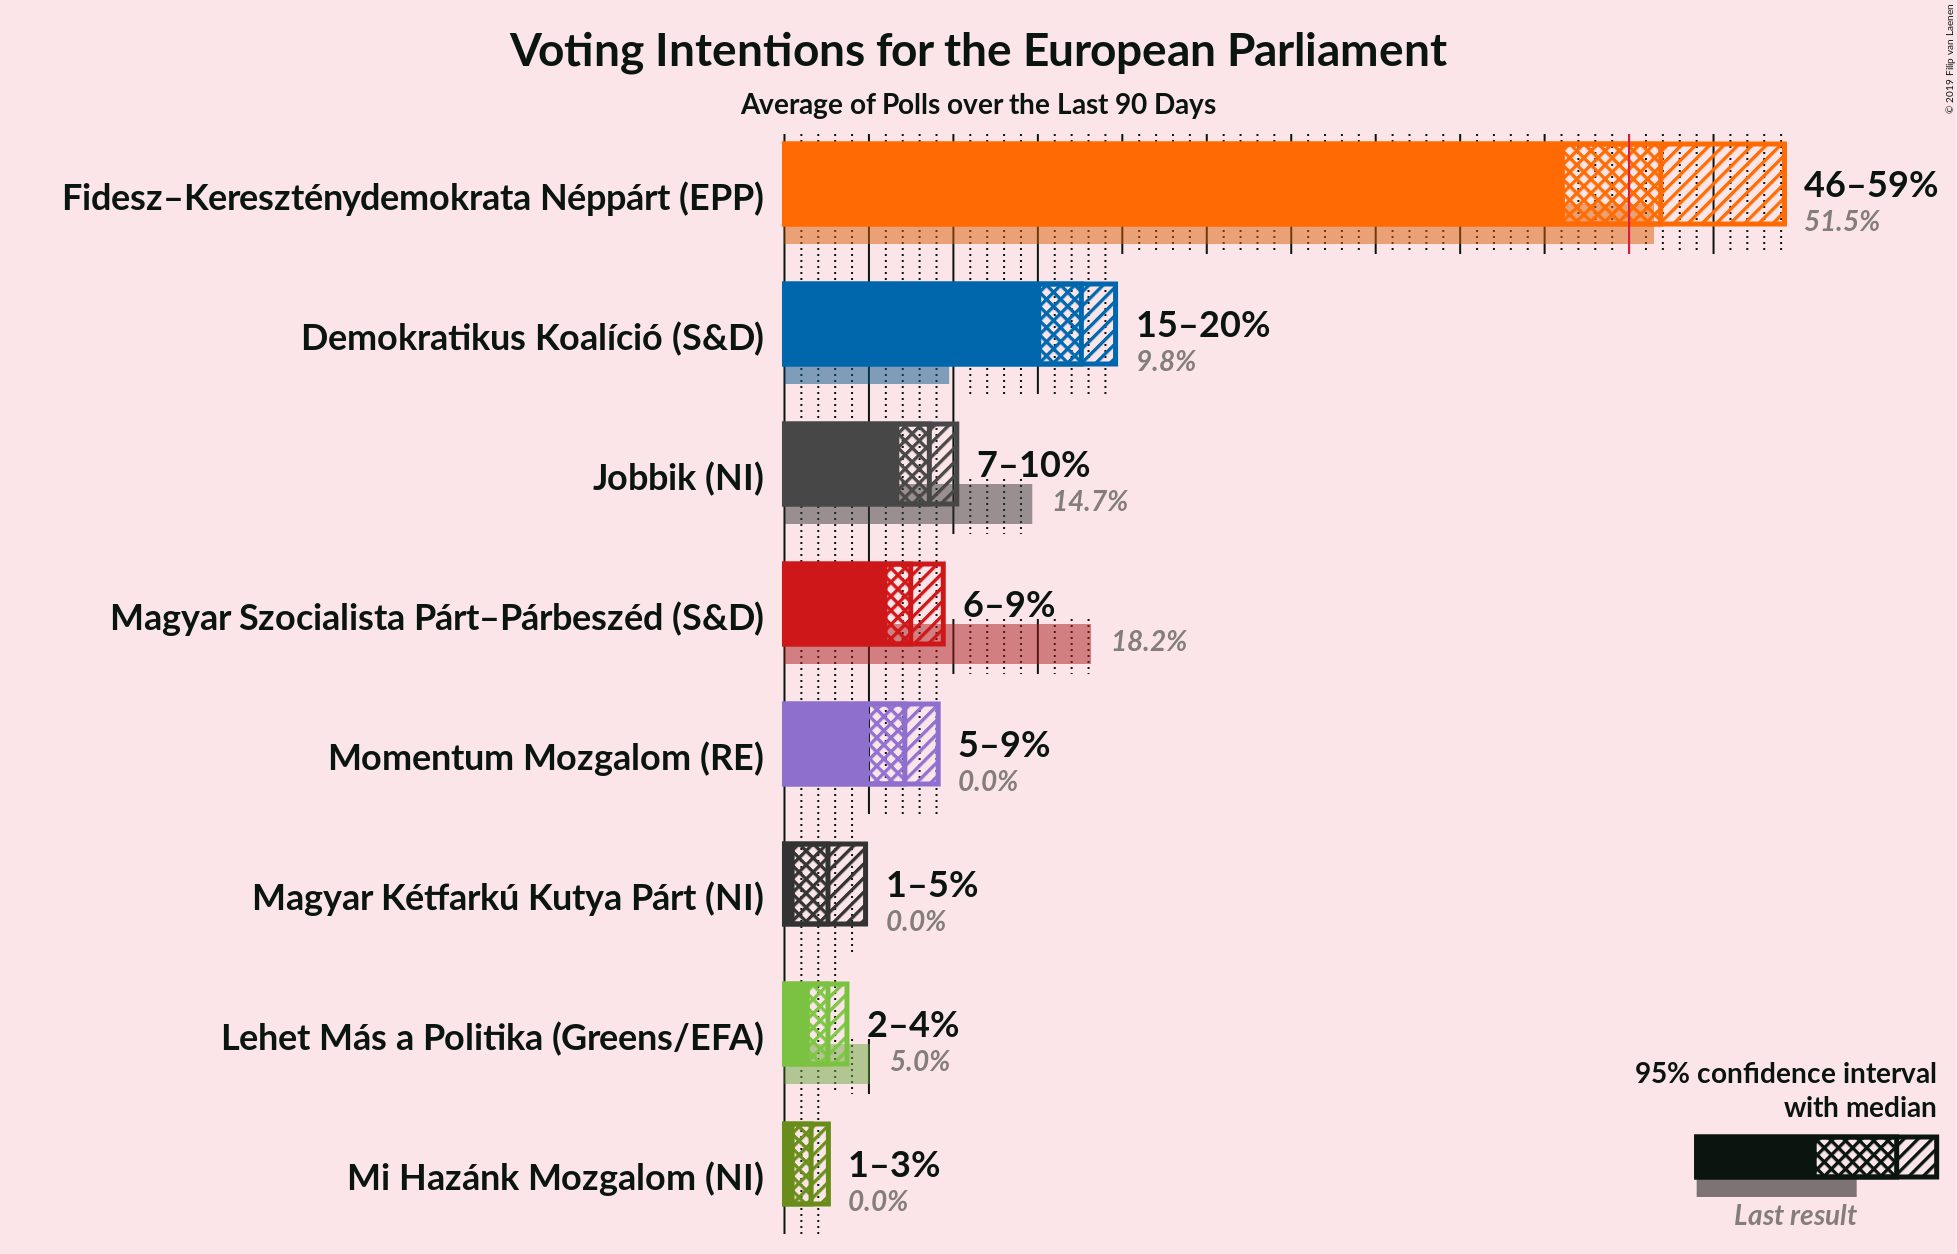 Voting Intentions for the European Parliament
Average of Polls over the Last 90 Days
© 2019 Filip van Laenen
Fidesz–Kereszténydemokrata Néppárt (EPP)
46–59%
51.5%
Demokratikus Koalíció (S&D)
15–20%
9.8%
Jobbik (NI)
7–10%
14.7%
Magyar Szocialista Párt–Párbeszéd (S&D)
6–9%
18.2%
Momentum Mozgalom (RE)
5–9%
0.0%
Magyar Kétfarkú Kutya Párt (NI)
1–5%
0.0%
Lehet Más a Politika (Greens/EFA)
2–4%
5.0%
Mi Hazánk Mozgalom (NI)
1–3%
0.0%
95% confidence interval
with median
Last result